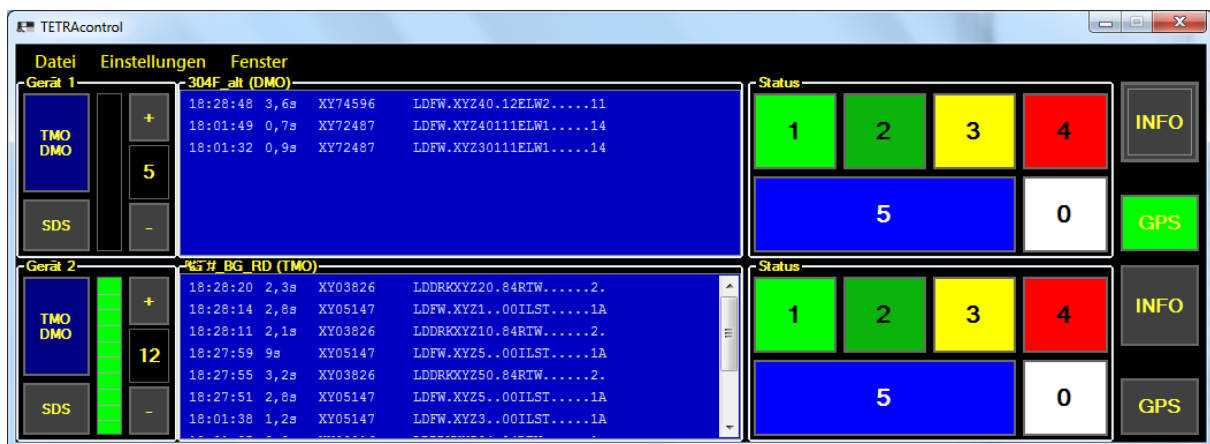 TETRAcontrol
Datei Einstellungen Fenster
Gerät 1
TMO
DMO
SDS
+
5
-
304F_alt (DMO)
18:28:48 3,6s XY74596 LDFW.XYZ40.12ELW2.....11
18:01:49 0,7s XY72487 LDFW.XYZ40111ELW1.....14
18:01:32 0,9s XY72487 LDFW.XYZ30111ELW1.....14
Status
1 2 3 4
5 0
INFO
GPS
Gerät 2
TMO
DMO
SDS
+
12
-
_BG_RD (TMO)
18:28:20 2,3s XY03826 LDDRKXYZ20.84RTW......2.
18:28:14 2,8s XY05147 LDFW.XYZ1..00ILST.....1A
18:28:11 2,1s XY03826 LDDRKXYZ10.84RTW......2.
18:27:59 9s XY05147 LDFW.XYZ5..00ILST.....1A
18:27:55 3,2s XY03826 LDDRKXYZ50.84RTW......2.
18:27:51 2,8s XY05147 LDFW.XYZ5..00ILST.....1A
18:01:38 1,2s XY05147 LDFW.XYZ3..00ILST.....1A
Status
1 2 3 4
5 0
INFO
GPS